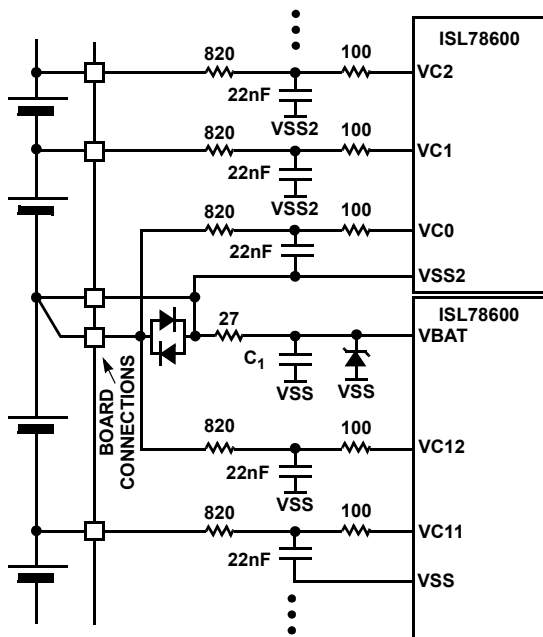 ISL78600
820
100
VC2
22nF
VSS2
820
100
VC1
22nF
VSS2
820
100
VC0
22nF
VSS2
ISL78600
27
VBAT
C1
VSS
VSS
BOARD
CONNECTIONS
820
100
VC12
22nF
VSS
820
100
VC11
22nF
VSS